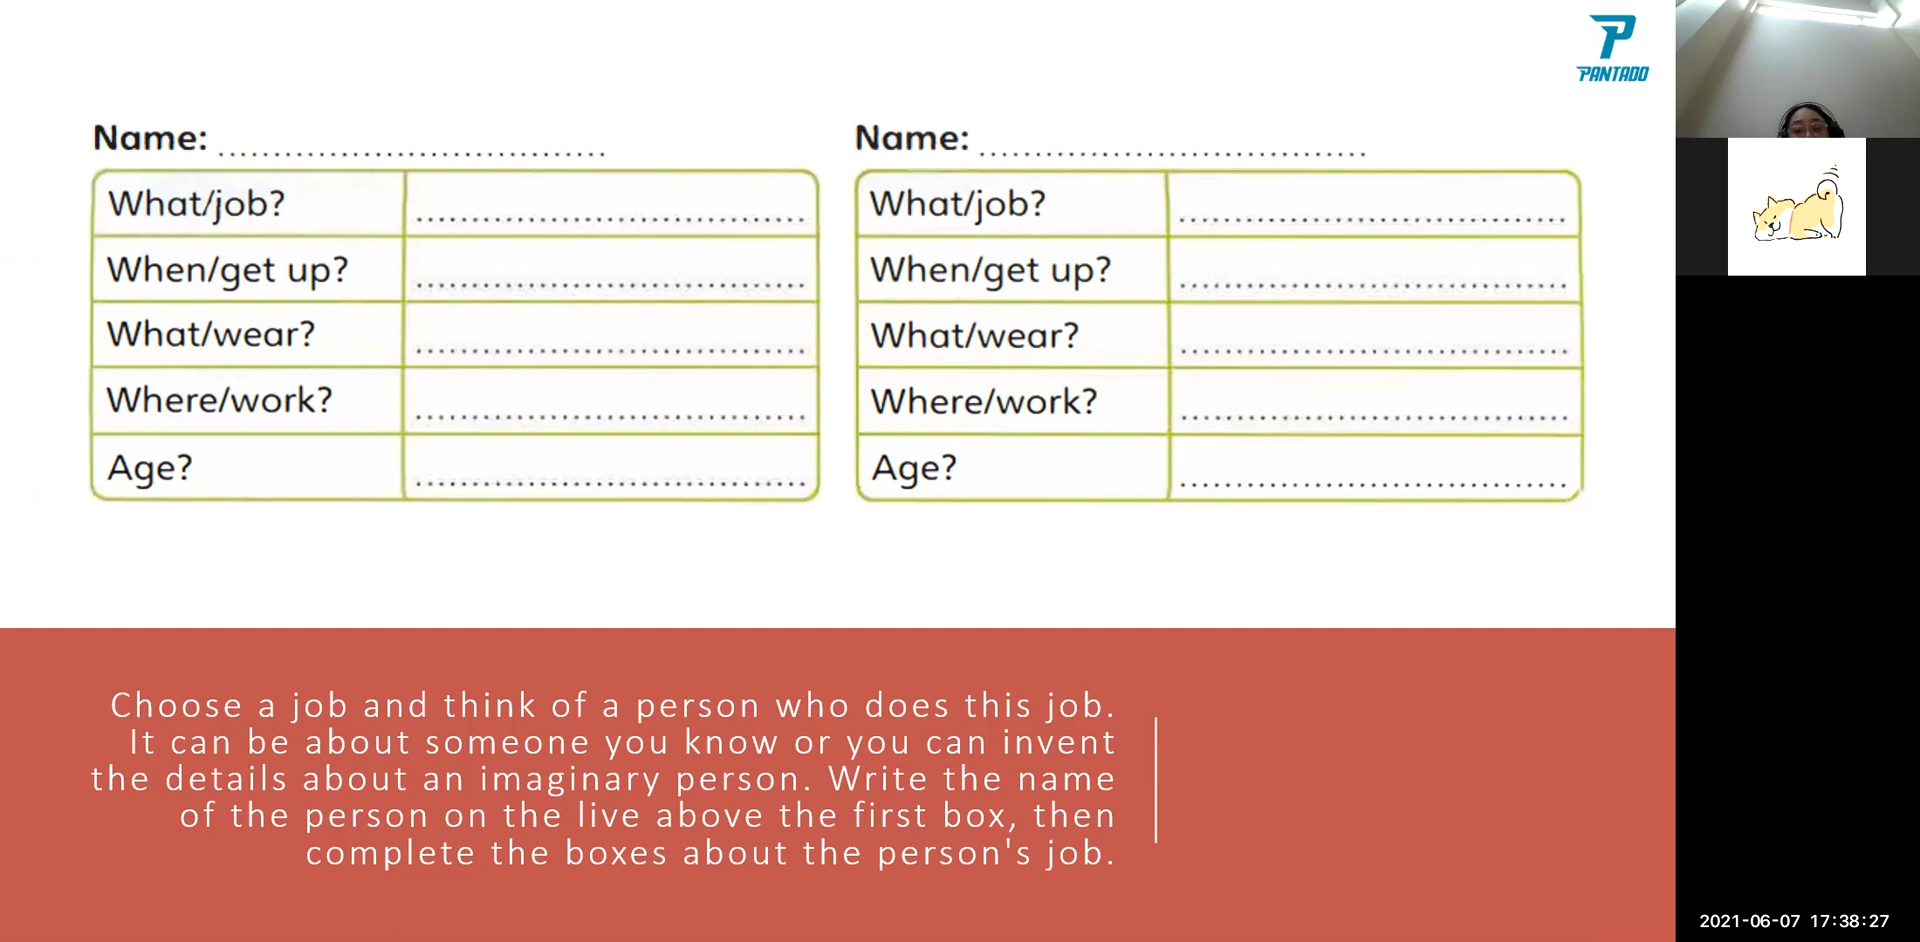 PANTADO
Name: ...................................
What/job? ...................................
When/get up? ...................................
What/wear? ...................................
Where/work? ...................................
Age? ...................................
Name: ...................................
What/job? ...................................
When/get up? ...................................
What/wear? ...................................
Where/work? ...................................
Age? ...................................
Choose a job and think of a person who does this job.
It can be about someone you know or you can invent
the details about an imaginary person. Write the name
of the person on the live above the first box, then
complete the boxes about the person's job.
2021-06-07 17:38:27